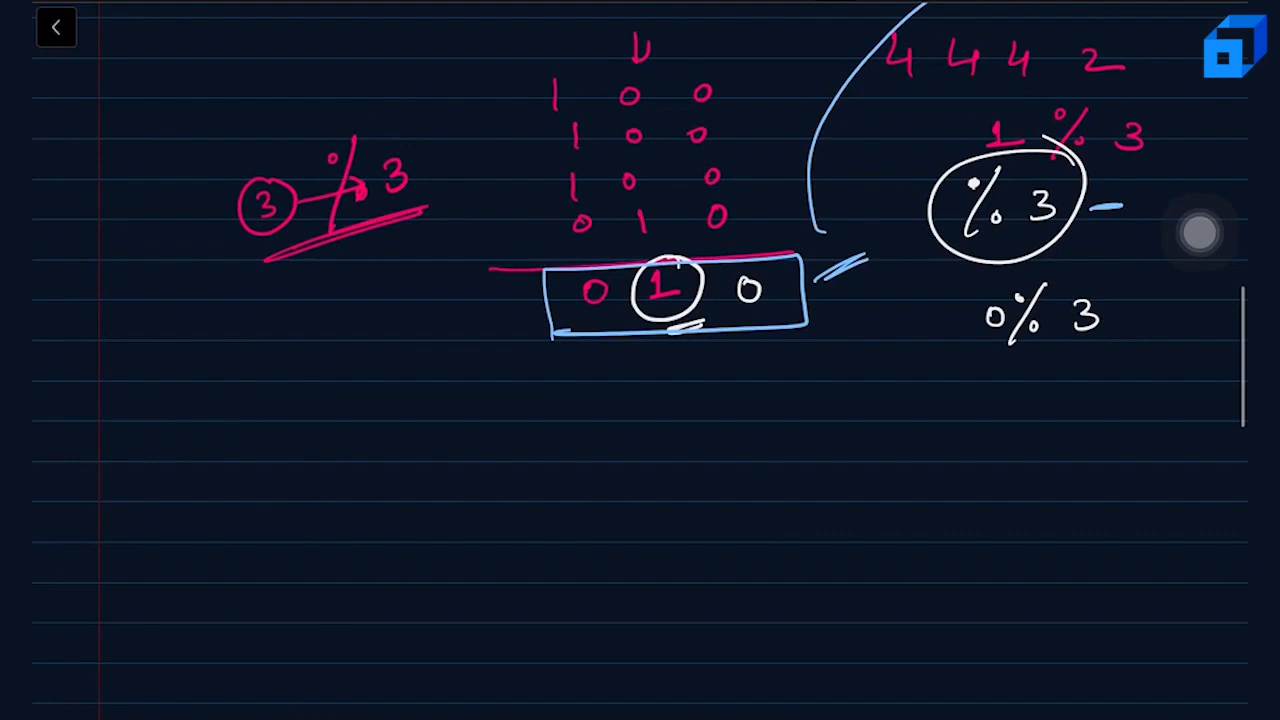 4 4 4 2
1 0 0
1 0 0
1 % 3
1 0 0
3 → % 3
% 3
0 1 0
0 1 0
0 % 3